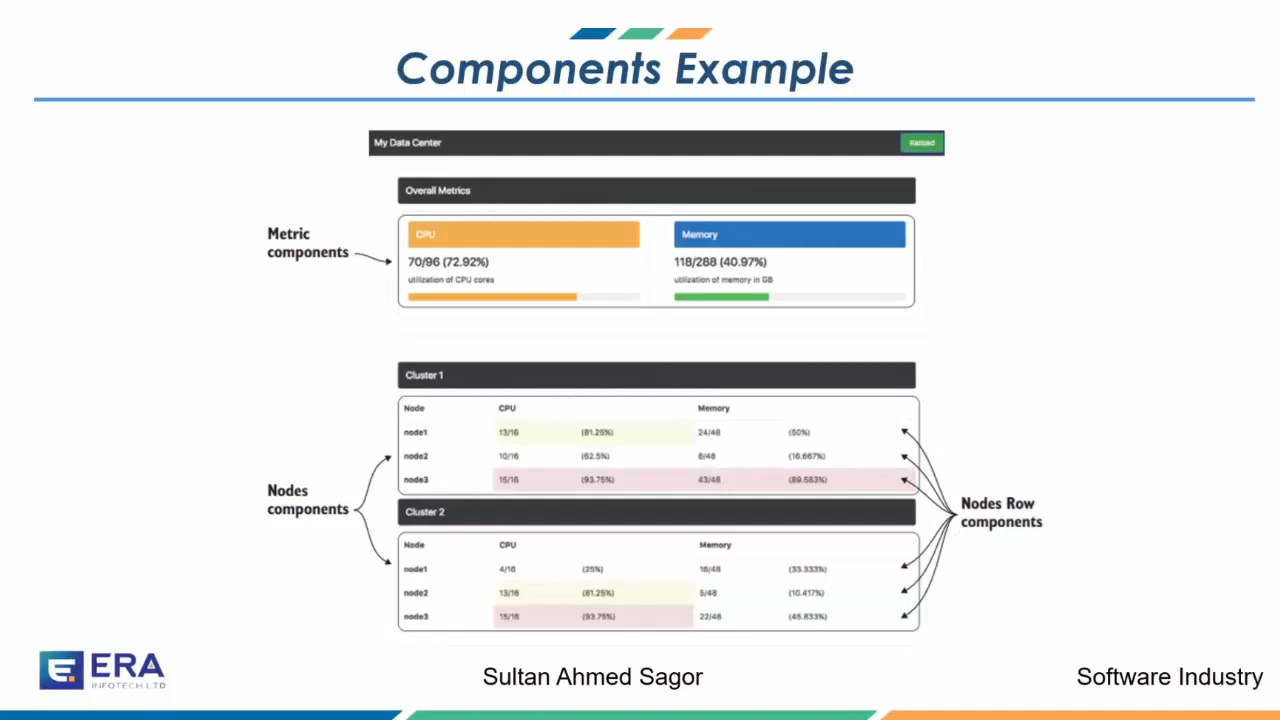 Components Example
My Data Center
Reload
Overall Metrics
Metric
components
CPU
70/96 (72.92%)
utilization of CPU cores
Memory
118/288 (40.97%)
utilization of memory in GB
Cluster 1
Node CPU Memory
node1 13/16 (81.25%) 24/48 (50%)
node2 10/16 (62.5%) 8/48 (16.667%)
node3 15/16 (93.75%) 43/48 (89.583%)
Nodes
components
Nodes Row
components
Cluster 2
Node CPU Memory
node1 4/16 (25%) 16/48 (33.333%)
node2 13/16 (81.25%) 5/48 (10.417%)
node3 15/16 (93.75%) 22/48 (45.833%)
ERA
INFOTECH LTD
Sultan Ahmed Sagor
Software Industry